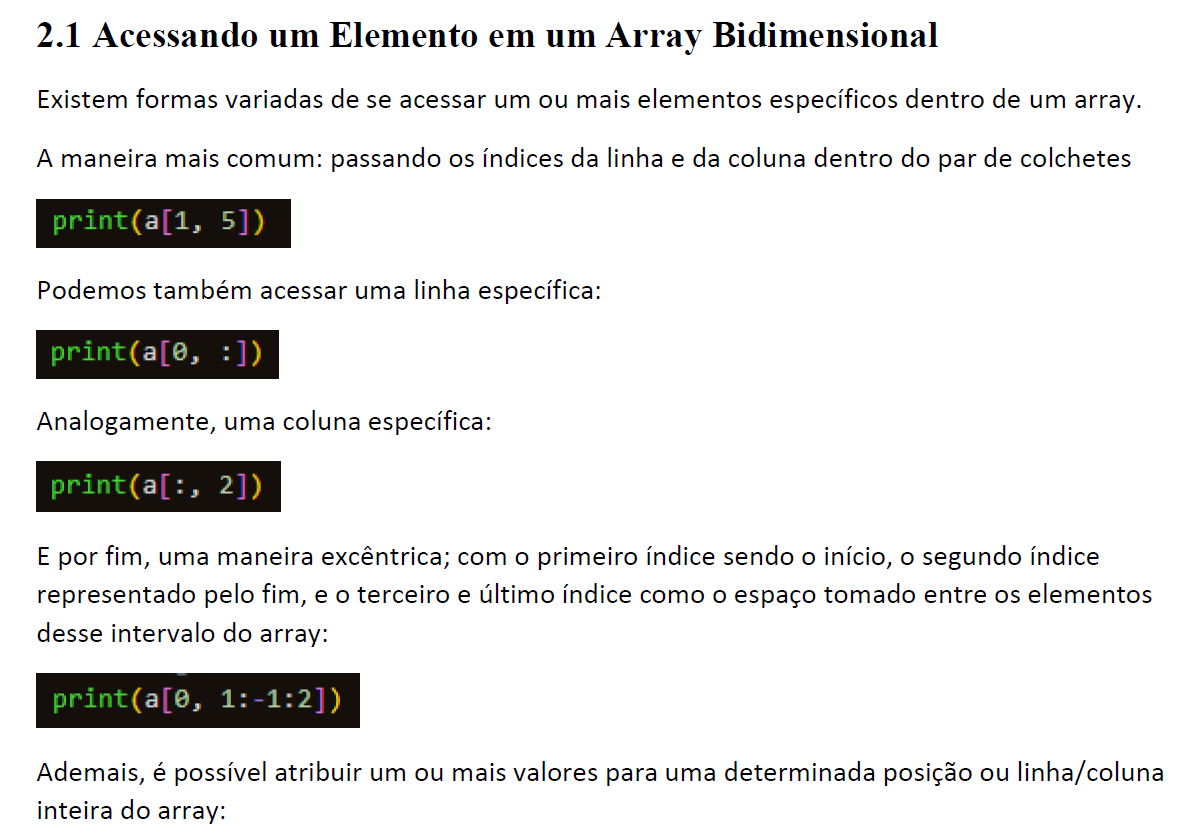 2.1 Acessando um Elemento em um Array Bidimensional
Existem formas variadas de se acessar um ou mais elementos específicos dentro de um array.
A maneira mais comum: passando os índices da linha e da coluna dentro do par de colchetes
print(a[1, 5])
Podemos também acessar uma linha específica:
print(a[0, :])
Analogamente, uma coluna específica:
print(a[:, 2])
E por fim, uma maneira excêntrica; com o primeiro índice sendo o início, o segundo índice
representado pelo fim, e o terceiro e último índice como o espaço tomado entre os elementos
desse intervalo do array:
print(a[0, 1:-1:2])
Ademais, é possível atribuir um ou mais valores para uma determinada posição ou linha/coluna
inteira do array: